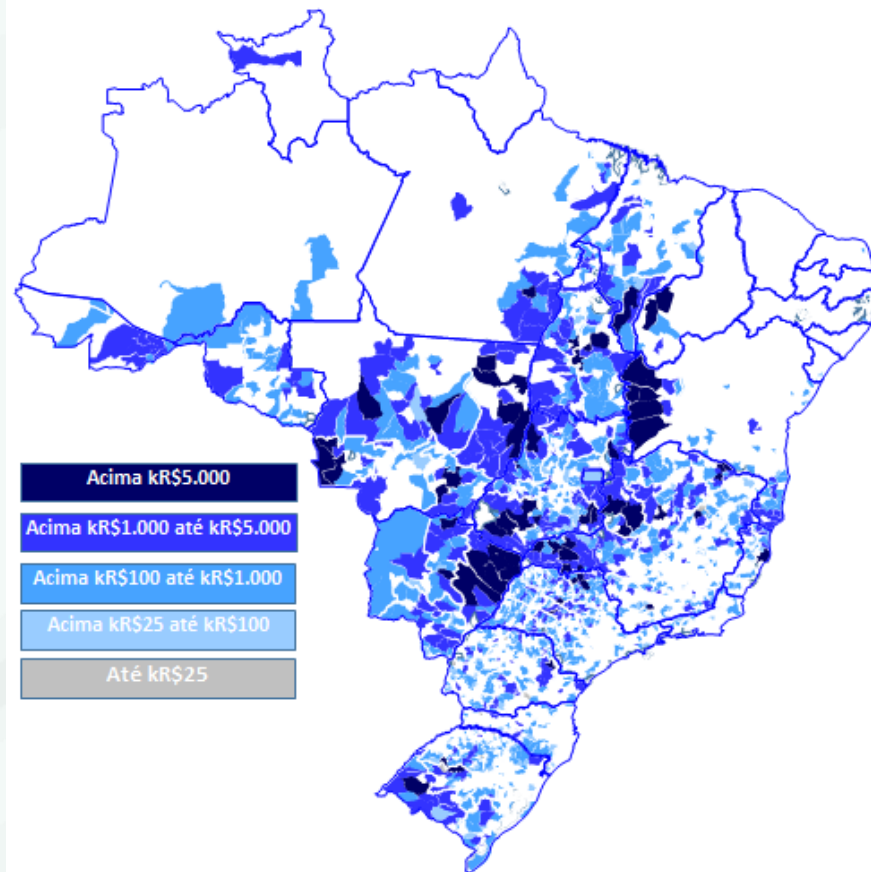 Acima kR$5.000
Acima kR$1.000 até kR$5.000
Acima kR$100 até kR$1.000
Acima kR$25 até kR$100
Até kR$25